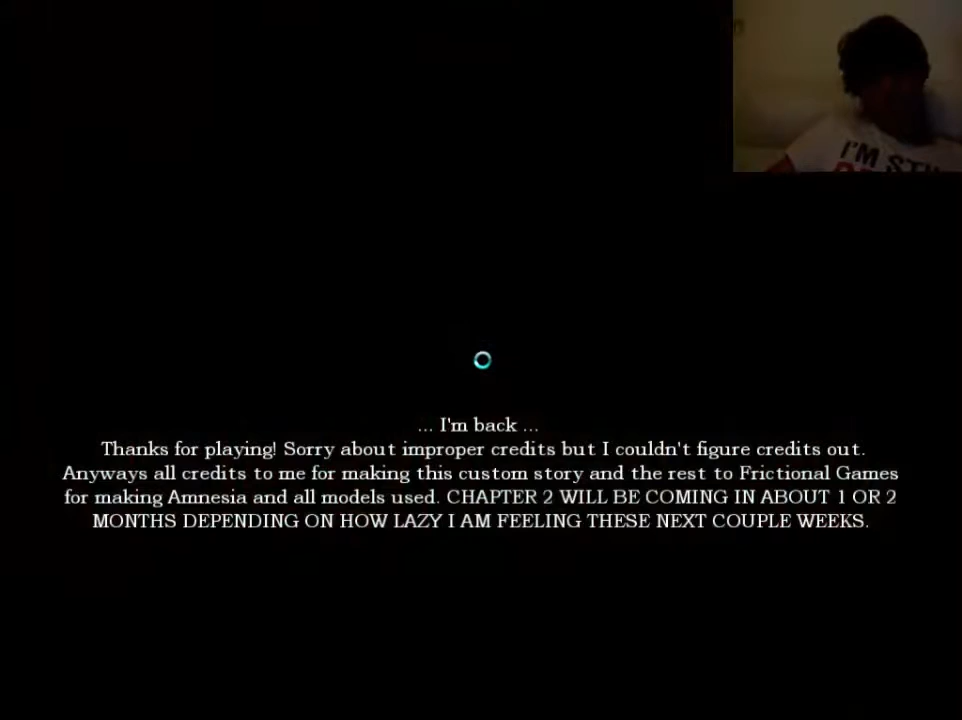 I'M
... I'm back ...
Thanks for playing! Sorry about improper credits but I couldn't figure credits out.
Anyways all credits to me for making this custom story and the rest to Frictional Games
for making Amnesia and all models used. CHAPTER 2 WILL BE COMING IN ABOUT 1 OR 2
MONTHS DEPENDING ON HOW LAZY I AM FEELING THESE NEXT COUPLE WEEKS.